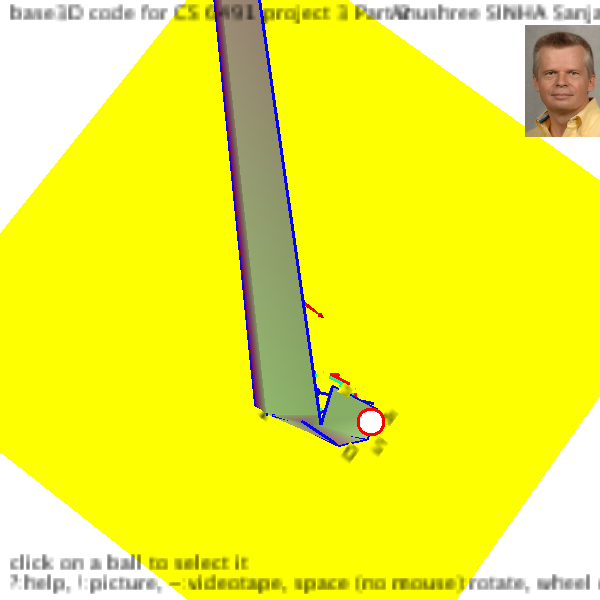 base3D code for CS 6491 project 3 Part Anushree SINHA Sanja
click on a ball to select it
?:help, !:picture, ~:videotape, space (no mouse) rotate, wheel
D